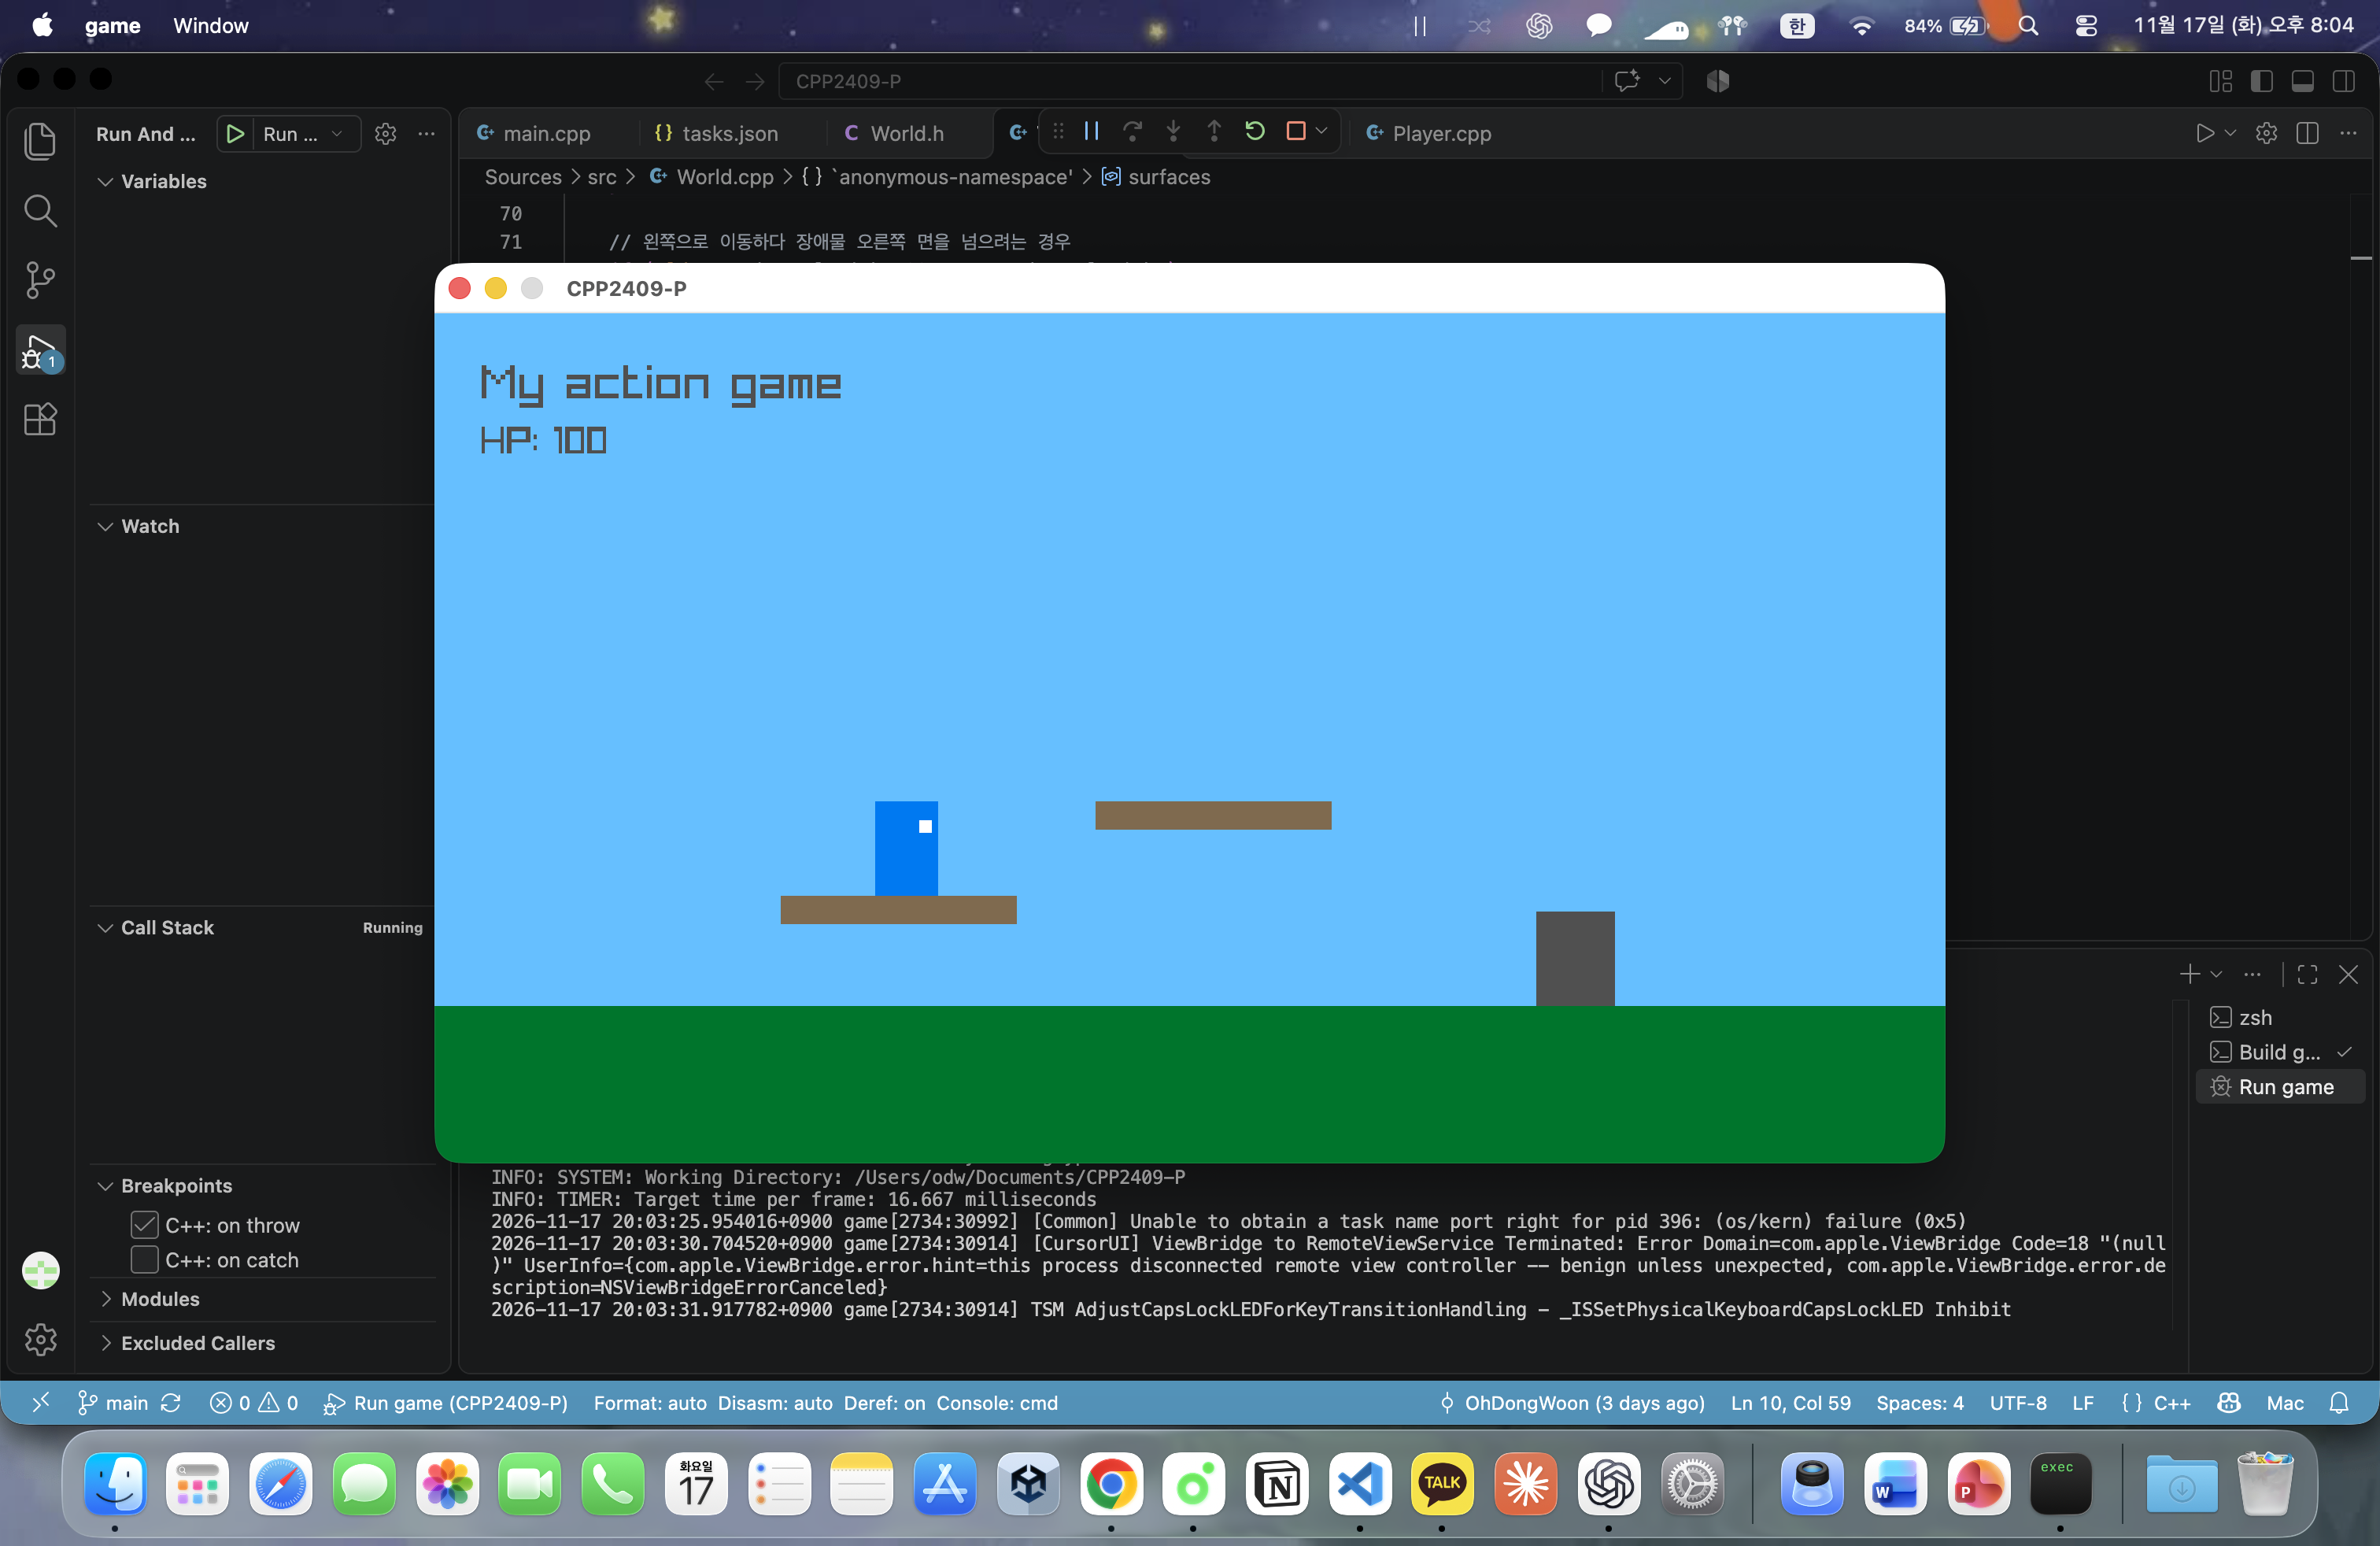 game Window 한 84% 11월 17일 (화) 오후 8:04
CPP2409-P
Run And ... Run ...
main.cpp tasks.json World.h Player.cpp
Sources > src > World.cpp > {} `anonymous-namespace' > surfaces
Variables
70
71 // 왼쪽으로 이동하다 장애물 오른쪽 면을 넘으려는 경우
CPP2409-P
My action game
HP: 100
Watch
Call Stack Running
Breakpoints
C++: on throw
C++: on catch
Modules
Excluded Callers
1
zsh
Build g...
Run game
INFO: SYSTEM: Working Directory: /Users/odw/Documents/CPP2409-P
INFO: TIMER: Target time per frame: 16.667 milliseconds
2026-11-17 20:03:25.954016+0900 game[2734:30992] [Common] Unable to obtain a task name port right for pid 396: (os/kern) failure (0x5)
2026-11-17 20:03:30.704520+0900 game[2734:30914] [CursorUI] ViewBridge to RemoteViewService Terminated: Error Domain=com.apple.ViewBridge Code=18 "(null
)" UserInfo={com.apple.ViewBridge.error.hint=this process disconnected remote view controller -- benign unless unexpected, com.apple.ViewBridge.error.de
scription=NSViewBridgeErrorCanceled}
2026-11-17 20:03:31.917782+0900 game[2734:30914] TSM AdjustCapsLockLEDForKeyTransitionHandling - _ISSetPhysicalKeyboardCapsLockLED Inhibit
main 0 0 Run game (CPP2409-P) Format: auto Disasm: auto Deref: on Console: cmd OhDongWoon (3 days ago) Ln 10, Col 59 Spaces: 4 UTF-8 LF {} C++ Mac
화요일
17
N
TALK
W
P
exec